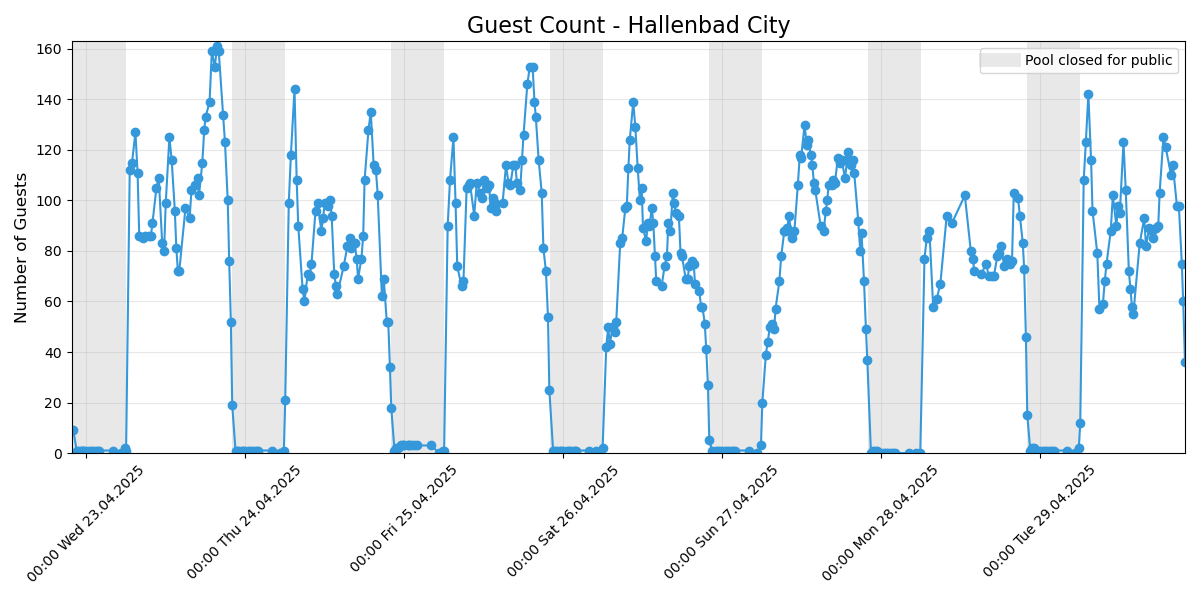 Guest Count - Hallenbad City
Pool closed for public
Number of Guests
160
140
120
100
80
60
40
20
0
00:00 Wed 23.04.2025
00:00 Thu 24.04.2025
00:00 Fri 25.04.2025
00:00 Sat 26.04.2025
00:00 Sun 27.04.2025
00:00 Mon 28.04.2025
00:00 Tue 29.04.2025